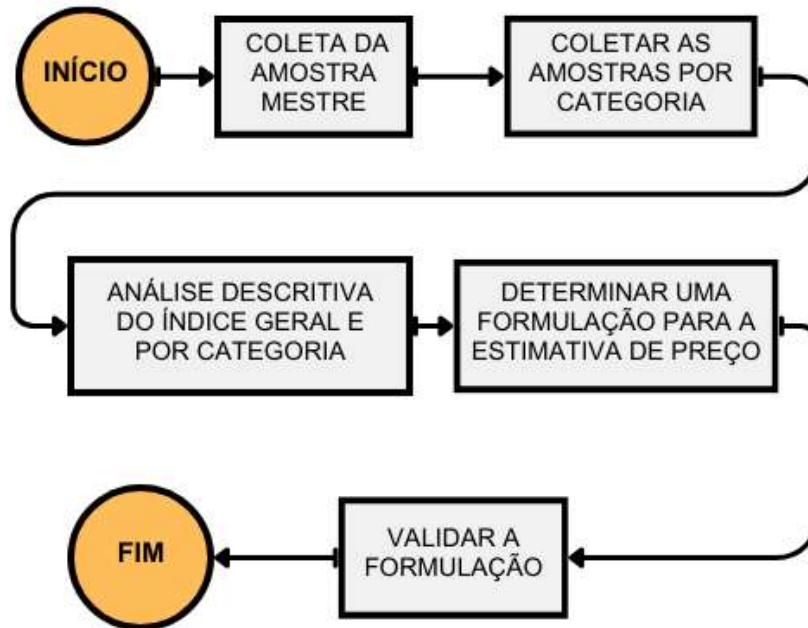 INÍCIO
COLETA DA
AMOSTRA
MESTRE
COLETAR AS
AMOSTRAS POR
CATEGORIA
ANÁLISE DESCRITIVA
DO ÍNDICE GERAL E
POR CATEGORIA
DETERMINAR UMA
FORMULAÇÃO PARA A
ESTIMATIVA DE PREÇO
FIM
VALIDAR A
FORMULAÇÃO